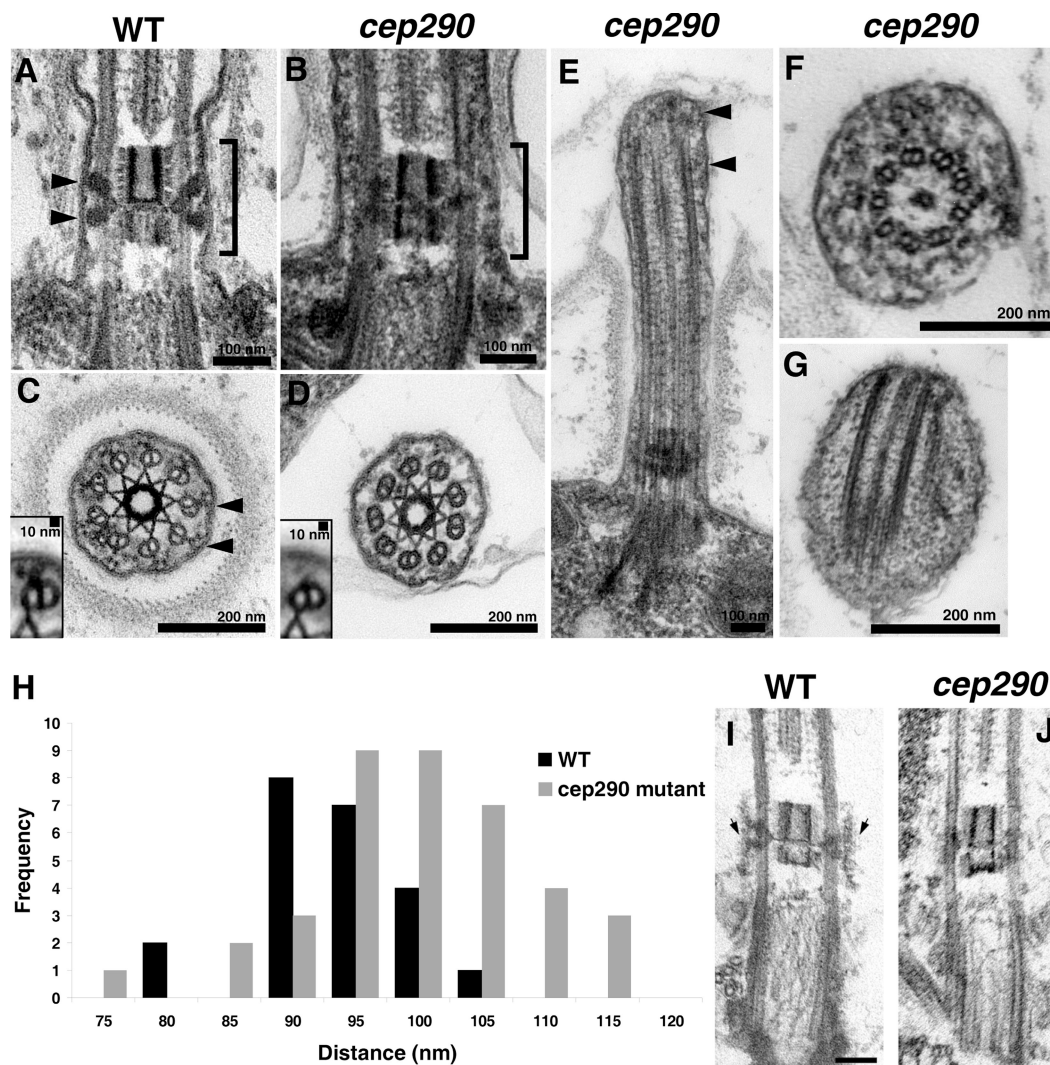 WT
cep290
cep290
cep290
A
B
E
F
100 nm
100 nm
200 nm
C
D
G
10 nm
10 nm
200 nm
200 nm
100 nm
200 nm
H
WT
cep290
10
9
8
7
6
5
4
3
2
1
0
Frequency
WT
cep290 mutant
75 80 85 90 95 100 105 110 115 120
Distance (nm)
I
J